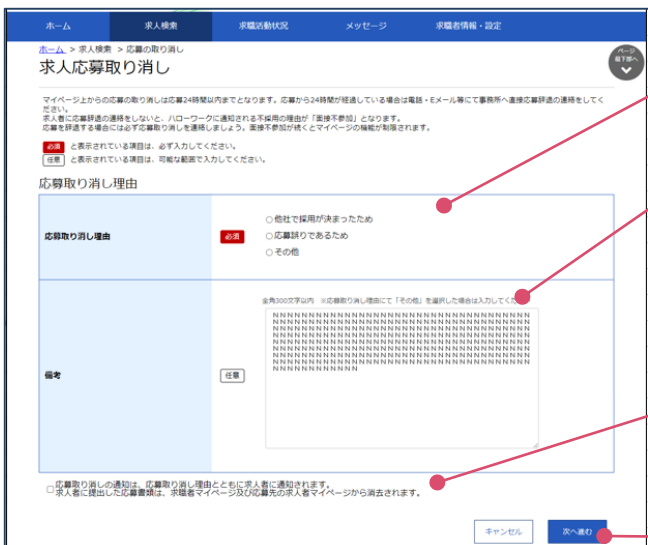 ホーム 求人検索 求職活動状況 メッセージ 求職者情報・設定
ホーム > 求人検索 > 応募の取り消し
求人応募取り消し
ページ
最下部へ
マイページ上からの応募の取り消しは応募24時間以内までとなります。応募から24時間が経過している場合は電話・Eメール等にて事務所へ直接応募辞退の連絡をしてく
ださい。
求人者に応募辞退の連絡をしないと、ハローワークに通知される不採用の理由が「面接不参加」となります。
応募を辞退する場合には必ず応募取り消しを連絡しましょう。面接不参加が続くとマイページの機能が制限されます。
必須 と表示されている項目は、必ず入力してください。
任意 と表示されている項目は、可能な範囲で入力してください。
応募取り消し理由
応募取り消し理由 必須
他社で採用が決まったため
応募誤りであるため
その他
全角300文字以内 ※応募取り消し理由にて「その他」を選択した場合は入力してくだ
備考 任意
NNNNNNNNNNNNNNNNNNNNNNNNNNNNNNNNNNNNN
NNNNNNNNNNNNNNNNNNNNNNNNNNNNNNNNNNNNN
NNNNNNNNNNNNNNNNNNNNNNNNNNNNNNNNNNNNN
NNNNNNNNNNNNNNNNNNNNNNNNNNNNNNNNNNNNN
NNNNNNNNNNNNNNNNNNNNNNNNNNNNNNNNNNNNN
NNNNNNNNNNNNNNNNNNNNNNNNNNNNNNNNNNNNN
NNNNNNNNNNNNNNNNNNNNNNNNNNNNNNNNNNNNN
NNNNNNNNNNNN
応募取り消しの通知は、応募取り消し理由とともに求人者に通知されます。
求人者に提出した応募書類は、求職者マイページ及び応募先の求人者マイページから消去されます。
キャンセル 次へ進む